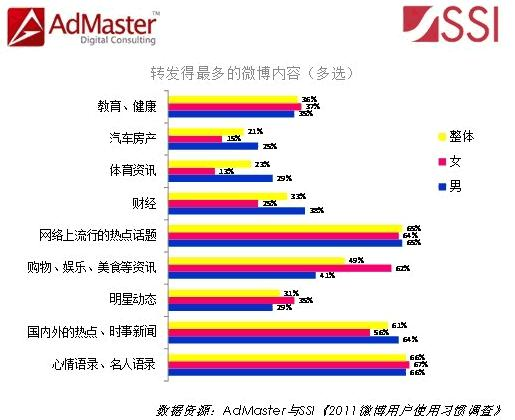 AdMaster
Digital Consulting
SSI
转发得最多的微博内容（多选）
教育、健康 36% 37% 35%
汽车房产 21% 15% 25%
体育资讯 23% 13% 29%
财经 33% 25% 38%
网络上流行的热点话题 65% 64% 65%
购物、娱乐、美食等资讯 49% 62% 41%
明星动态 31% 35% 29%
国内外的热点、时事新闻 61% 56% 64%
心情语录、名人语录 66% 67% 66%
整体
女
男
数据资源：AdMaster与SSI《2011微博用户使用习惯调查》